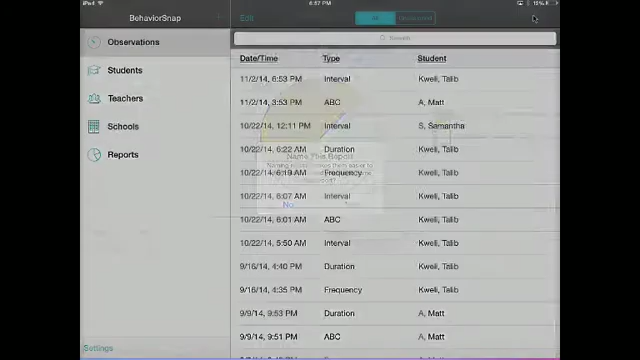 iPad
6:57 PM
12%
BehaviorSnap
Edit
All
Search
Observations
Students
Teachers
Schools
Reports
Settings
Date/Time Type Student
11/2/14, 6:53 PM Interval Kweli, Talib
11/2/14, 3:53 PM ABC A, Matt
10/22/14, 12:11 PM Interval S, Samantha
10/22/14, 6:22 AM Duration Kweli, Talib
10/22/14, 6:19 AM Frequency Kweli, Talib
10/22/14, 6:07 AM Interval Kweli, Talib
10/22/14, 6:01 AM ABC Kweli, Talib
10/22/14, 5:50 AM Interval Kweli, Talib
9/16/14, 4:40 PM Duration Kweli, Talib
9/16/14, 4:35 PM Frequency Kweli, Talib
9/9/14, 9:53 PM Duration A, Matt
9/9/14, 9:51 PM ABC A, Matt
Name This Report
No